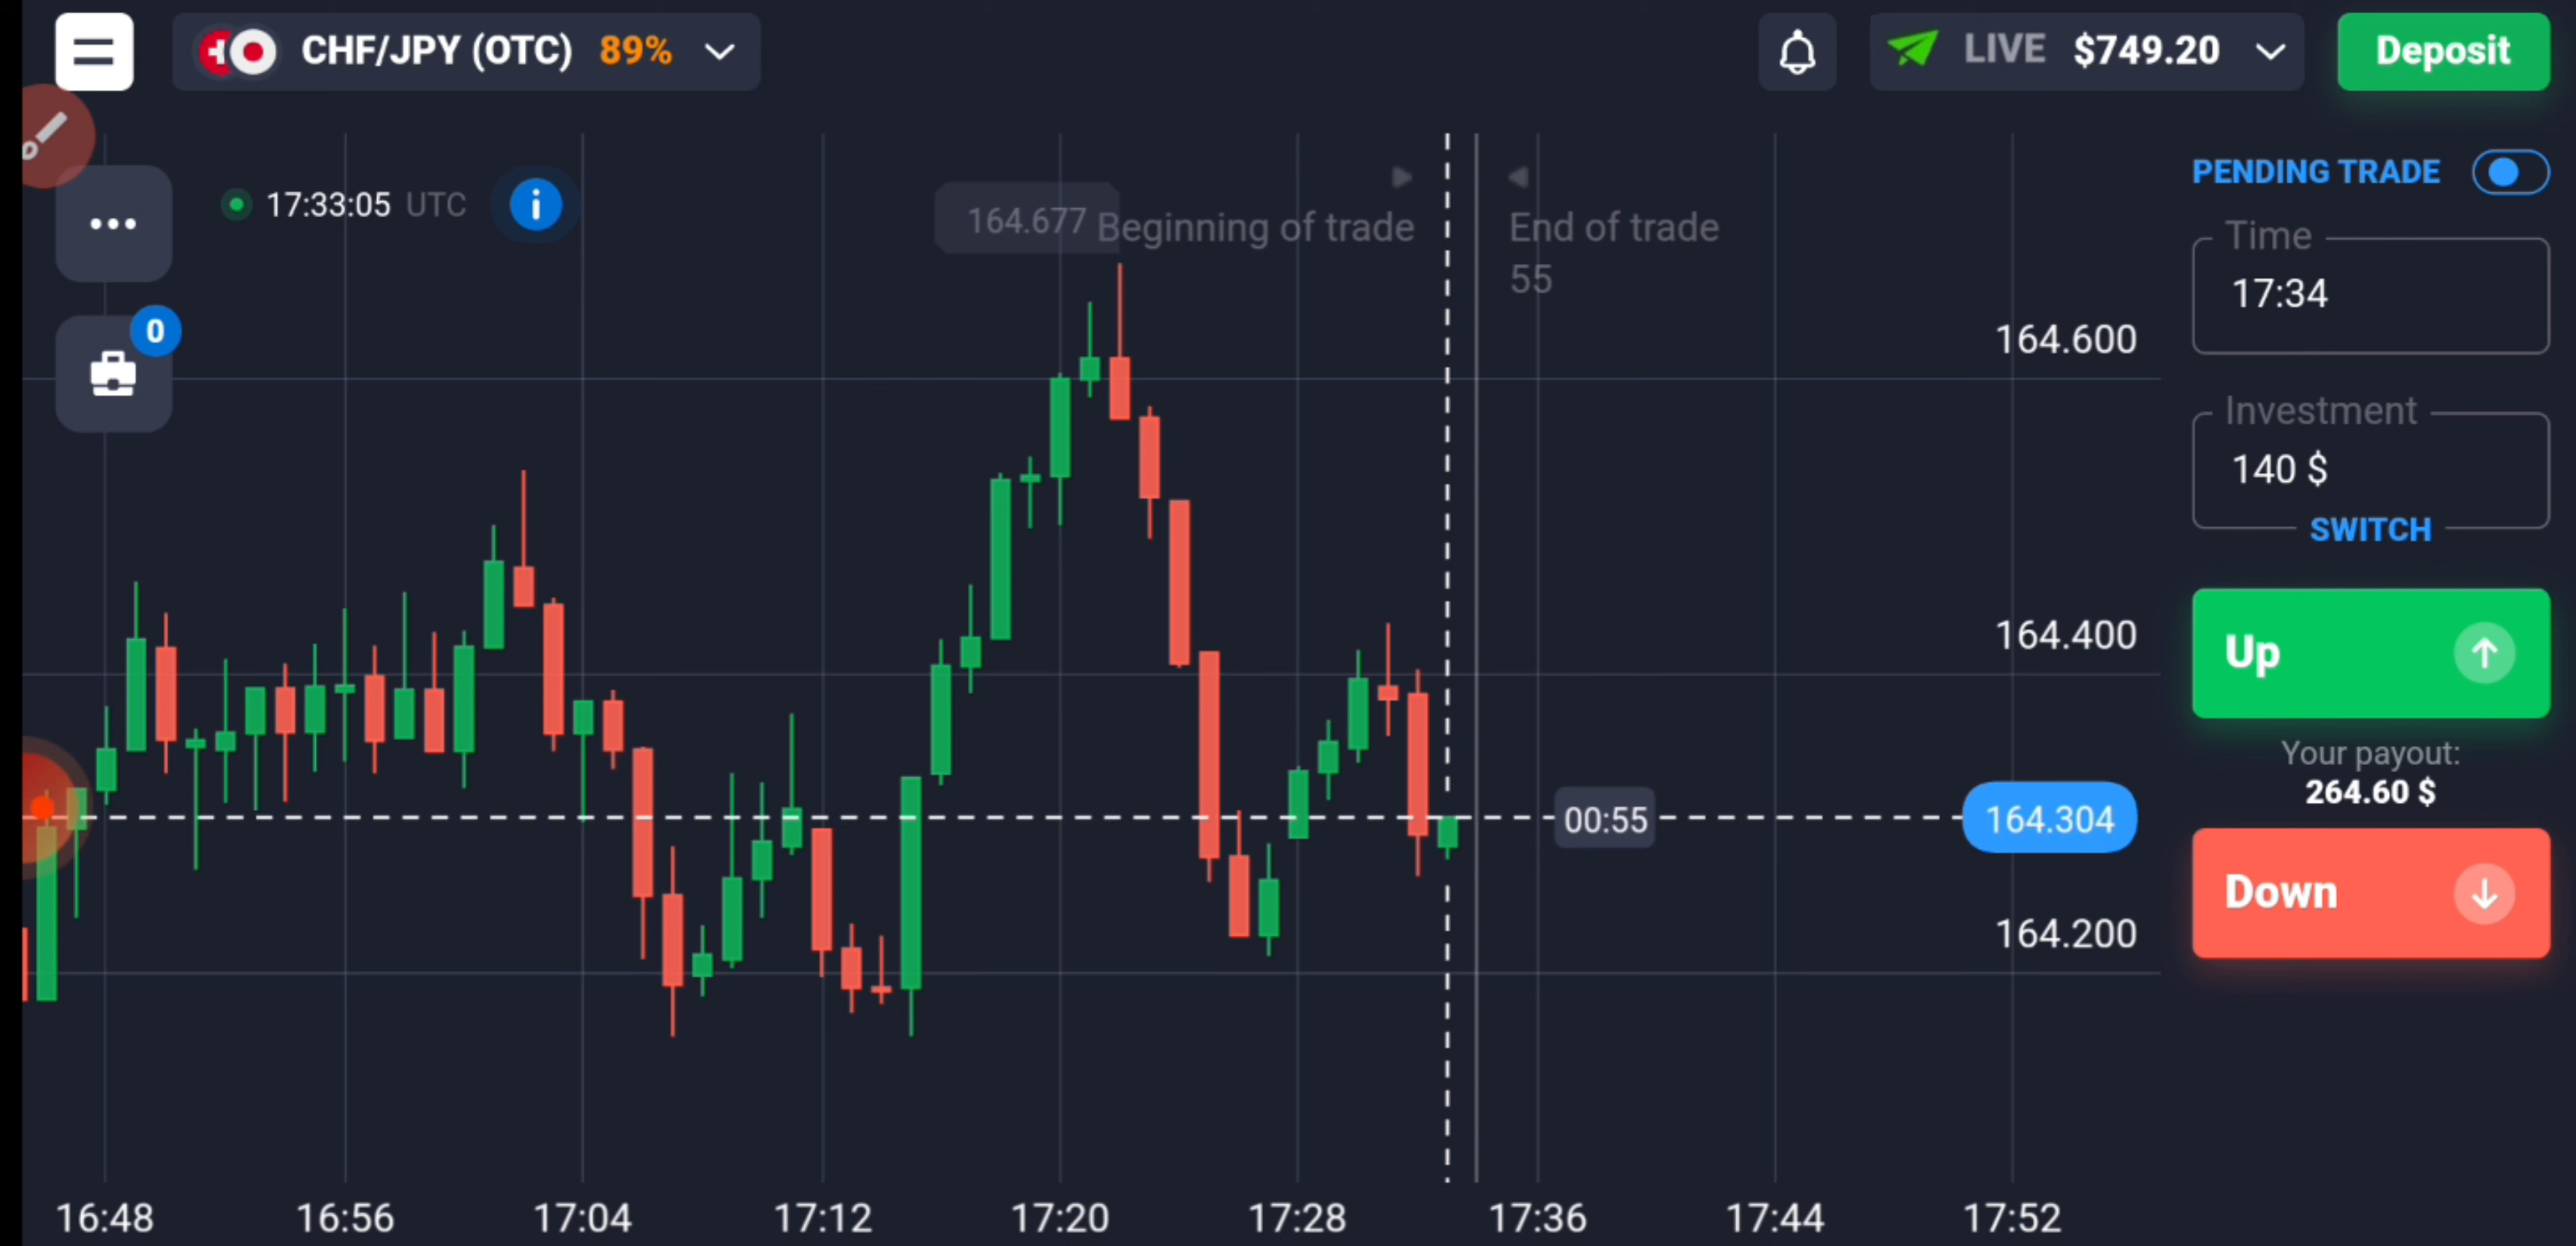 CHF/JPY (OTC) 89%
LIVE $749.20
Deposit
17:33:05 UTC
164.677
Beginning of trade
End of trade
55
PENDING TRADE
Time
17:34
0
164.600
Investment
140 $
SWITCH
164.400
Up
Your payout:
264.60 $
00:55
164.304
Down
164.200
16:48 16:56 17:04 17:12 17:20 17:28 17:36 17:44 17:52